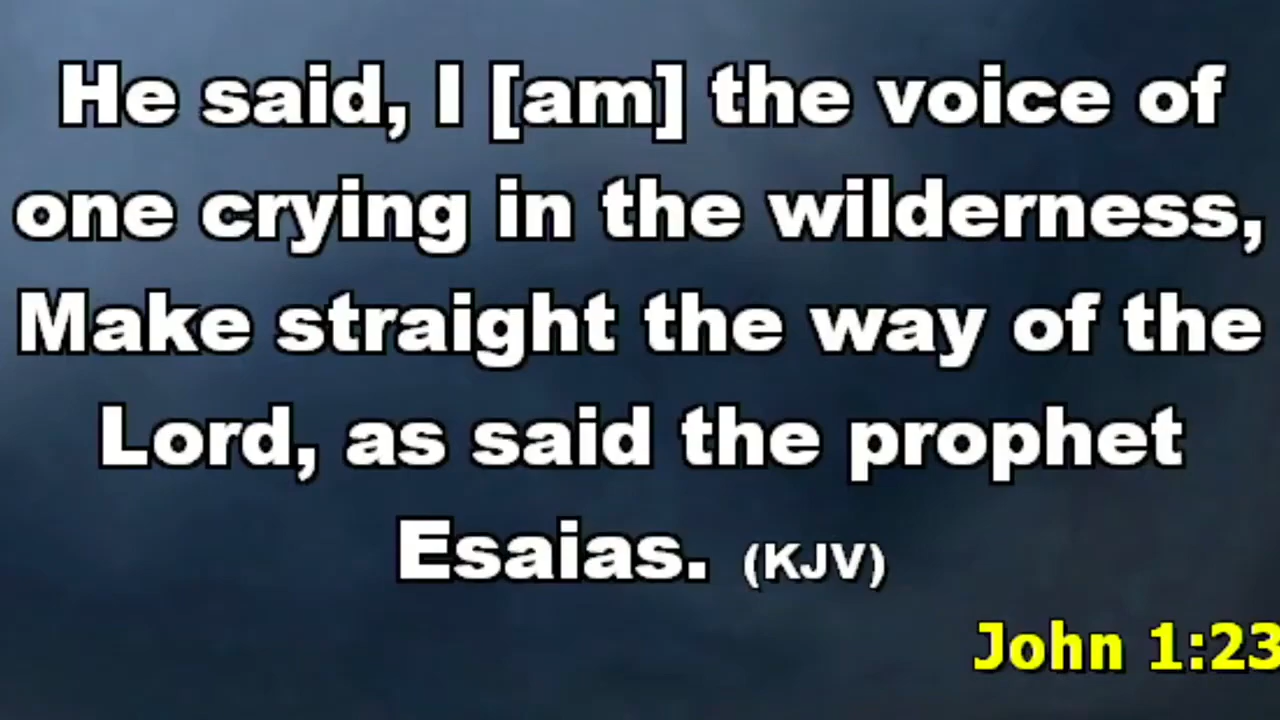 He said, I [am] the voice of
one crying in the wilderness,
Make straight the way of the
Lord, as said the prophet
Esaias. (KJV)
John 1:23